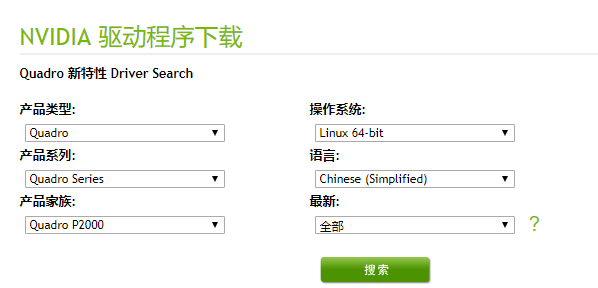 NVIDIA 驱动程序下载
Quadro 新特性 Driver Search
产品类型: 操作系统:
Quadro Linux 64-bit
产品系列: 语言:
Quadro Series Chinese (Simplified)
产品家族: 最新:
Quadro P2000 全部 ?
搜索